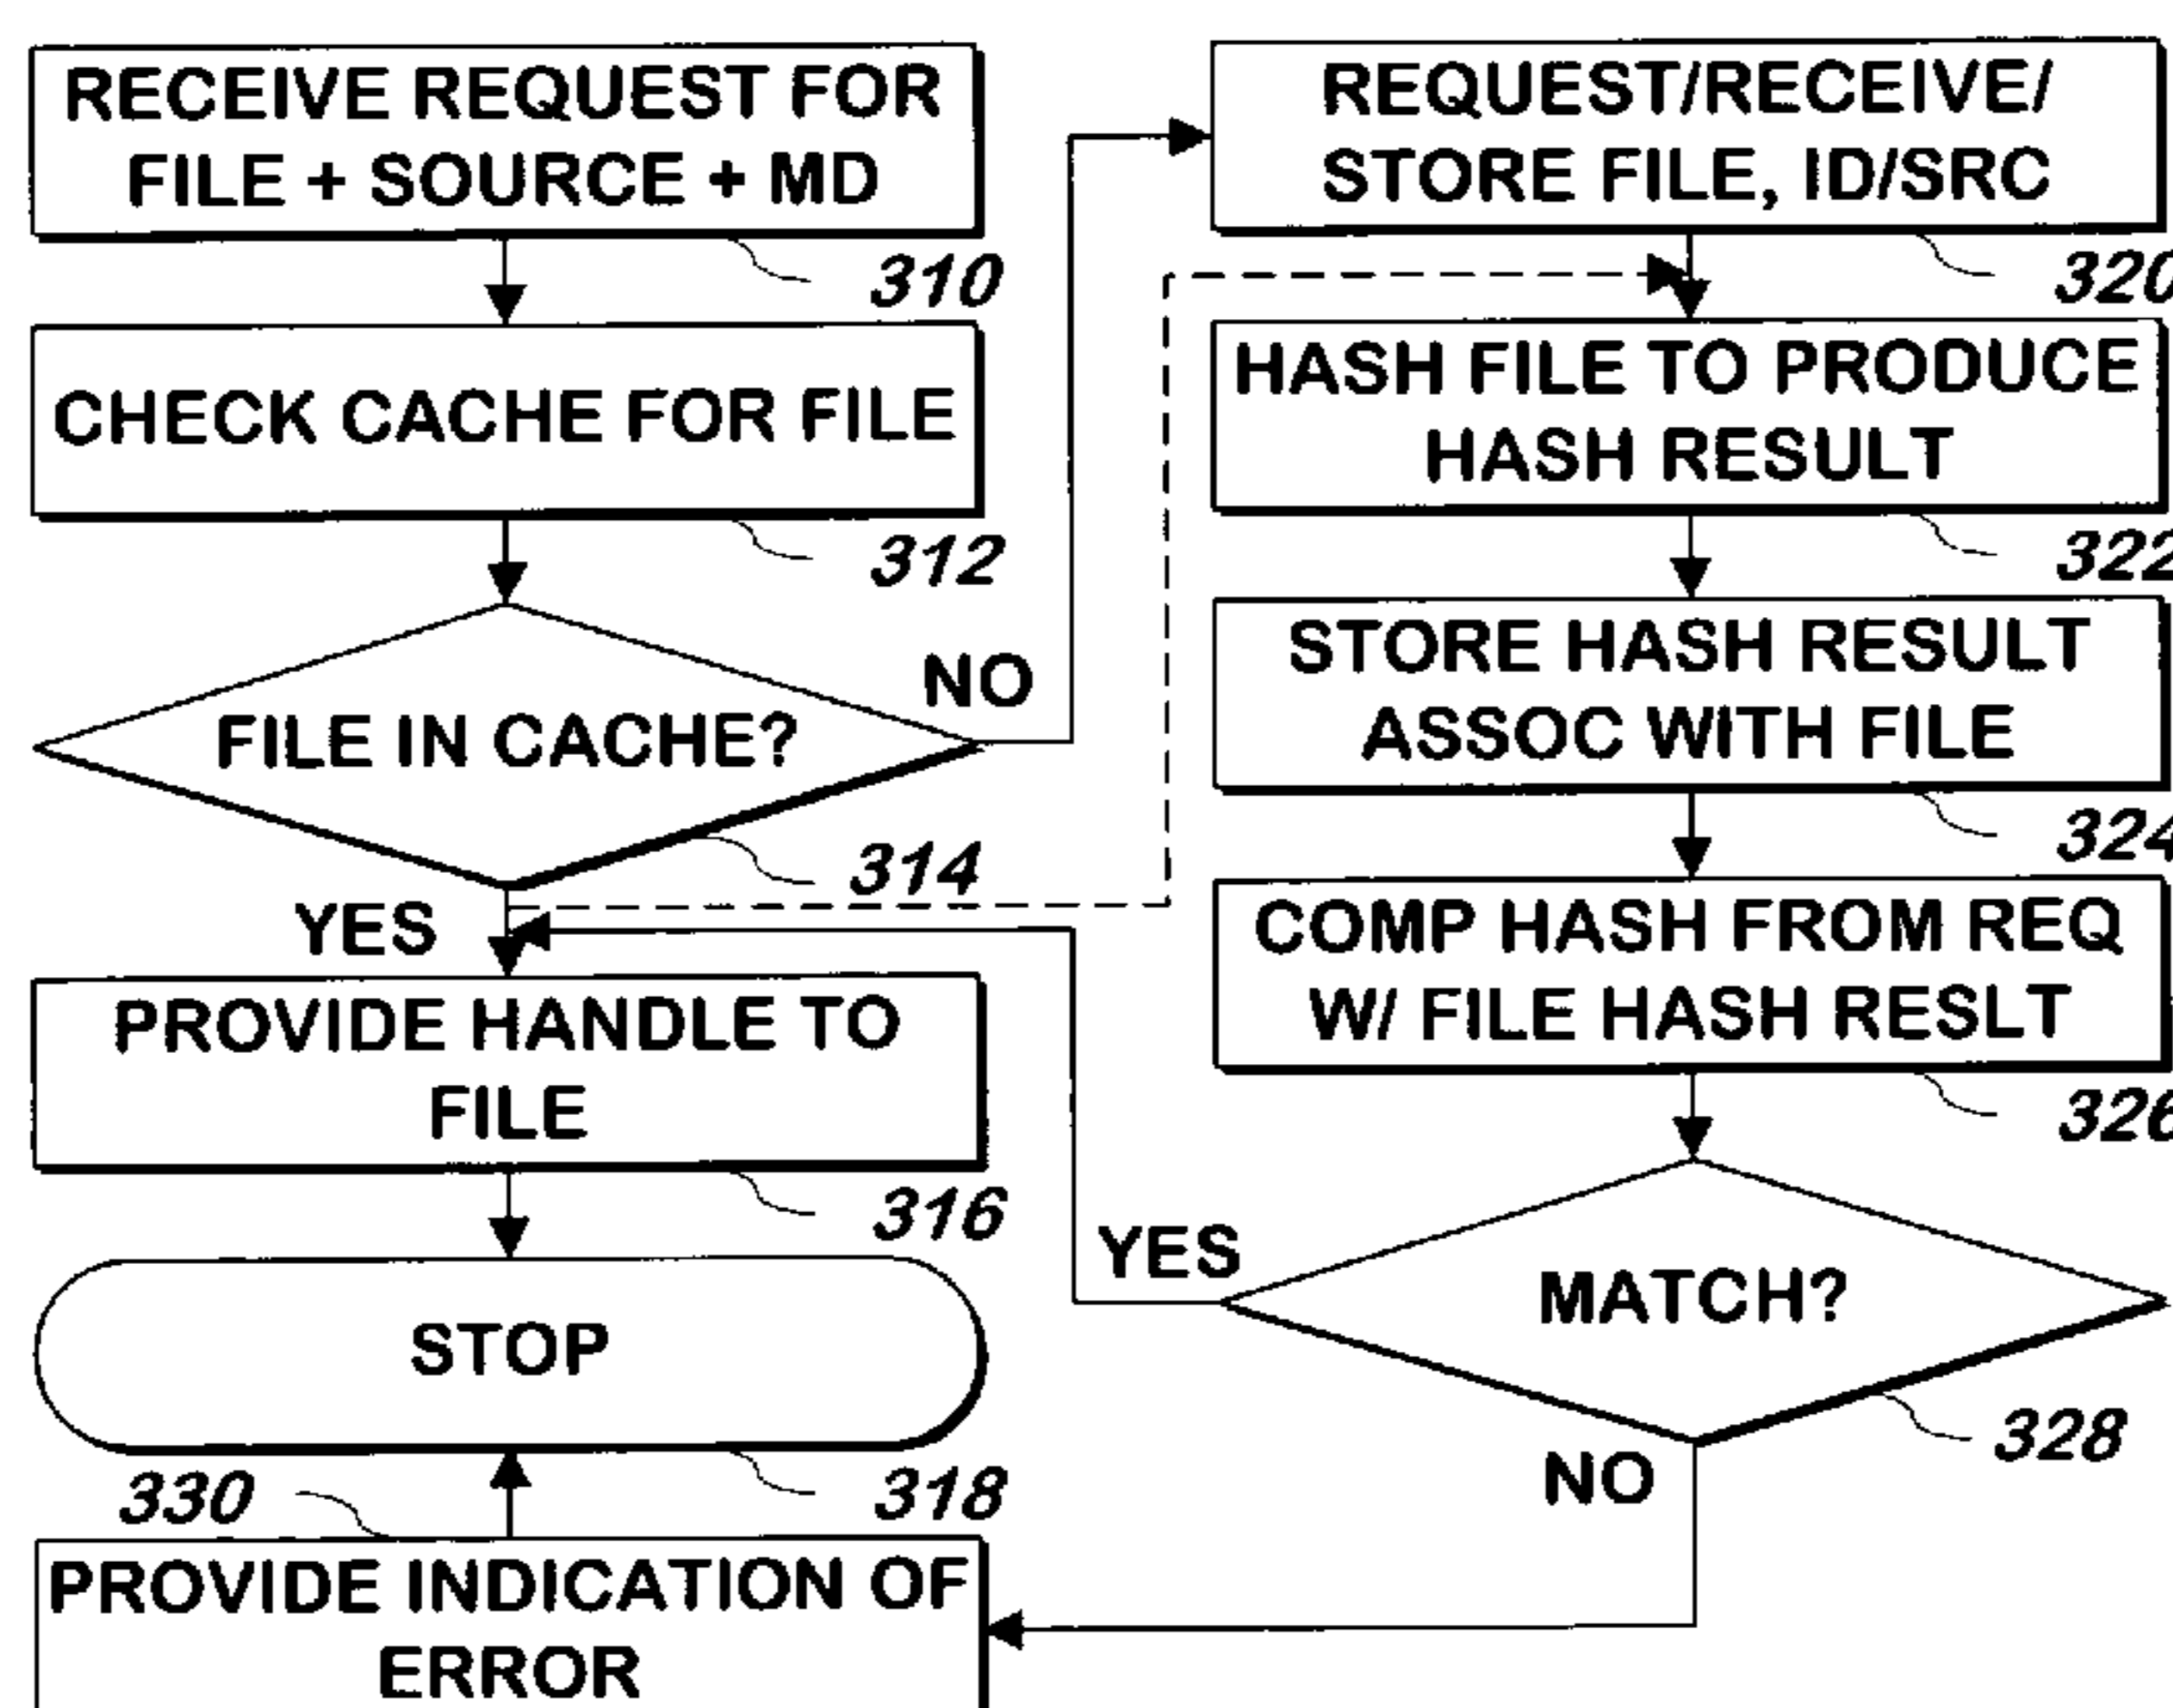 RECEIVE REQUEST FOR
FILE + SOURCE + MD
310
CHECK CACHE FOR FILE
312
FILE IN CACHE?
NO
314
YES
PROVIDE HANDLE TO
FILE
316
STOP
318
330
PROVIDE INDICATION OF
ERROR
REQUEST/RECEIVE/
STORE FILE, ID/SRC
320
HASH FILE TO PRODUCE
HASH RESULT
322
STORE HASH RESULT
ASSOC WITH FILE
324
COMP HASH FROM REQ
W/ FILE HASH RESLT
326
YES
MATCH?
328
NO